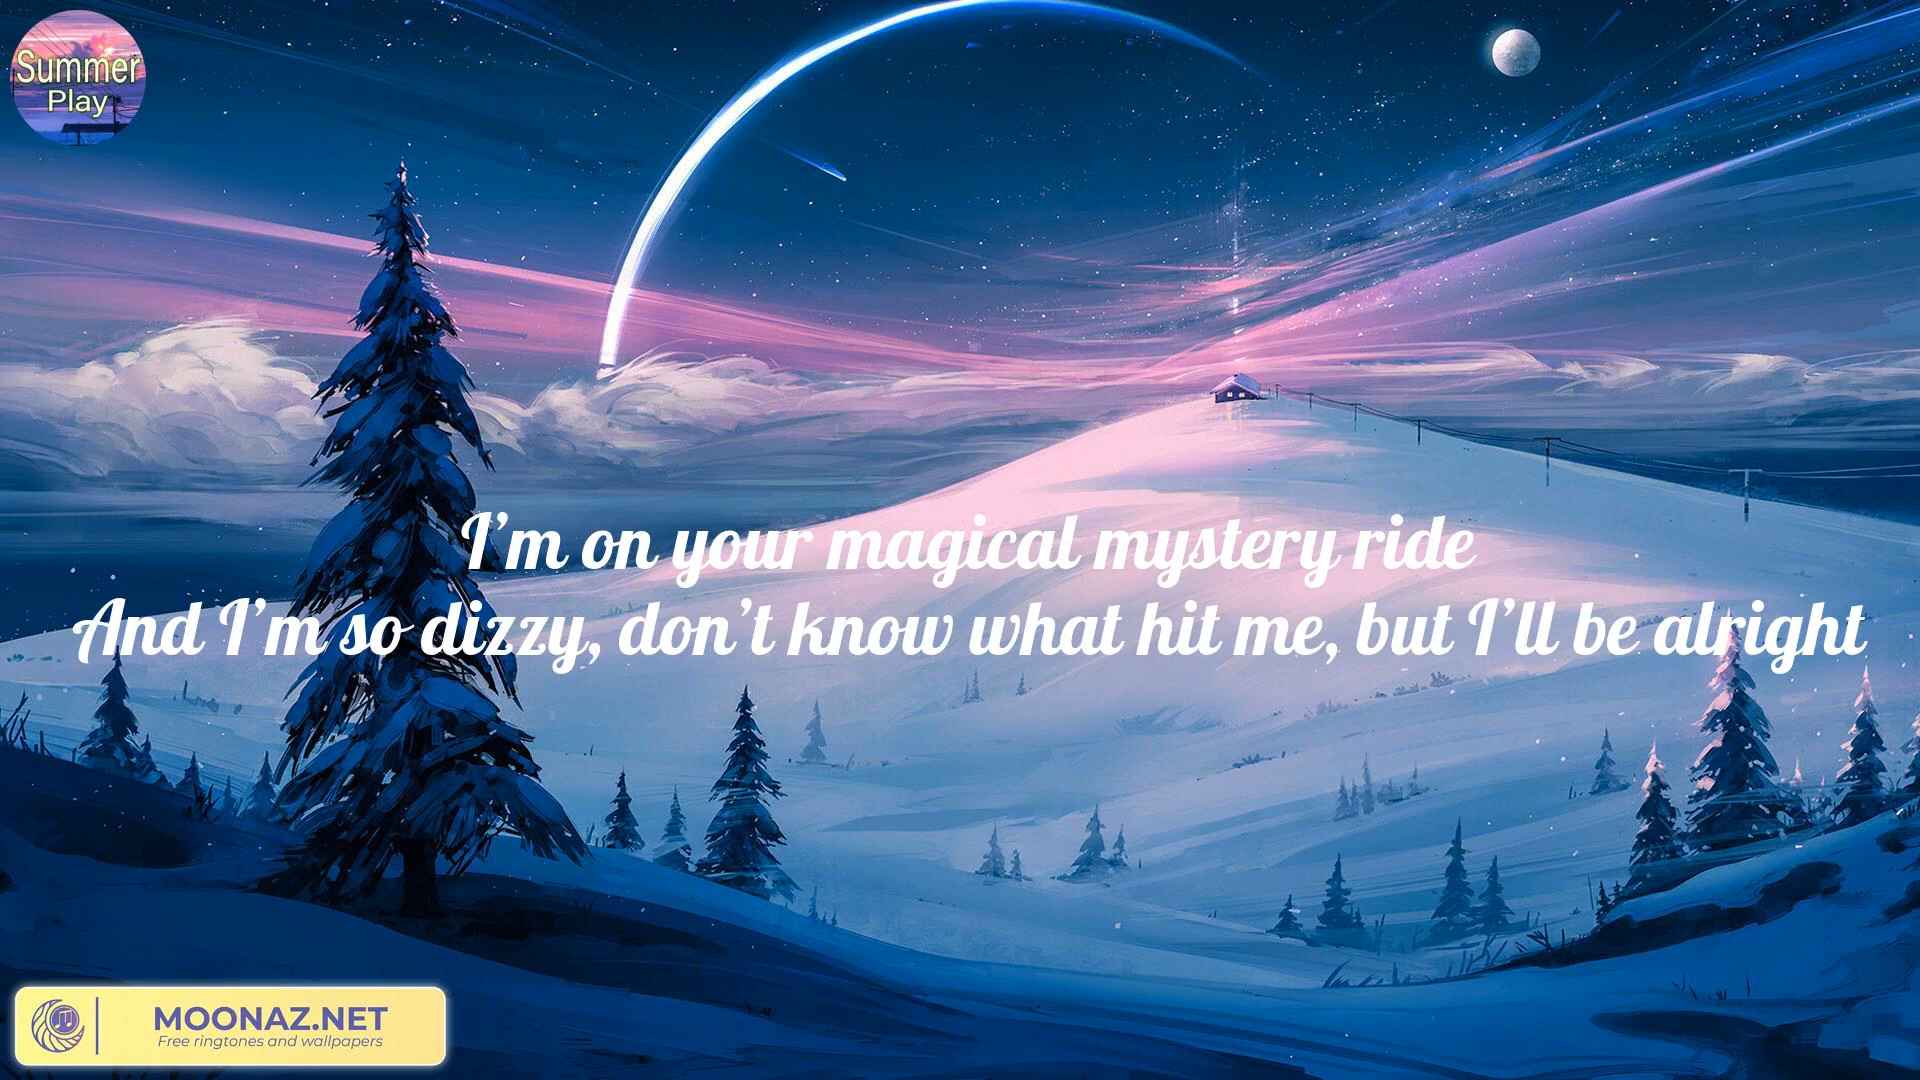 Summer
Play
I'm on your magical mystery ride
And I'm so dizzy, don't know what hit me, but I'll be alright
MOONAZ.NET
Free ringtones and wallpapers